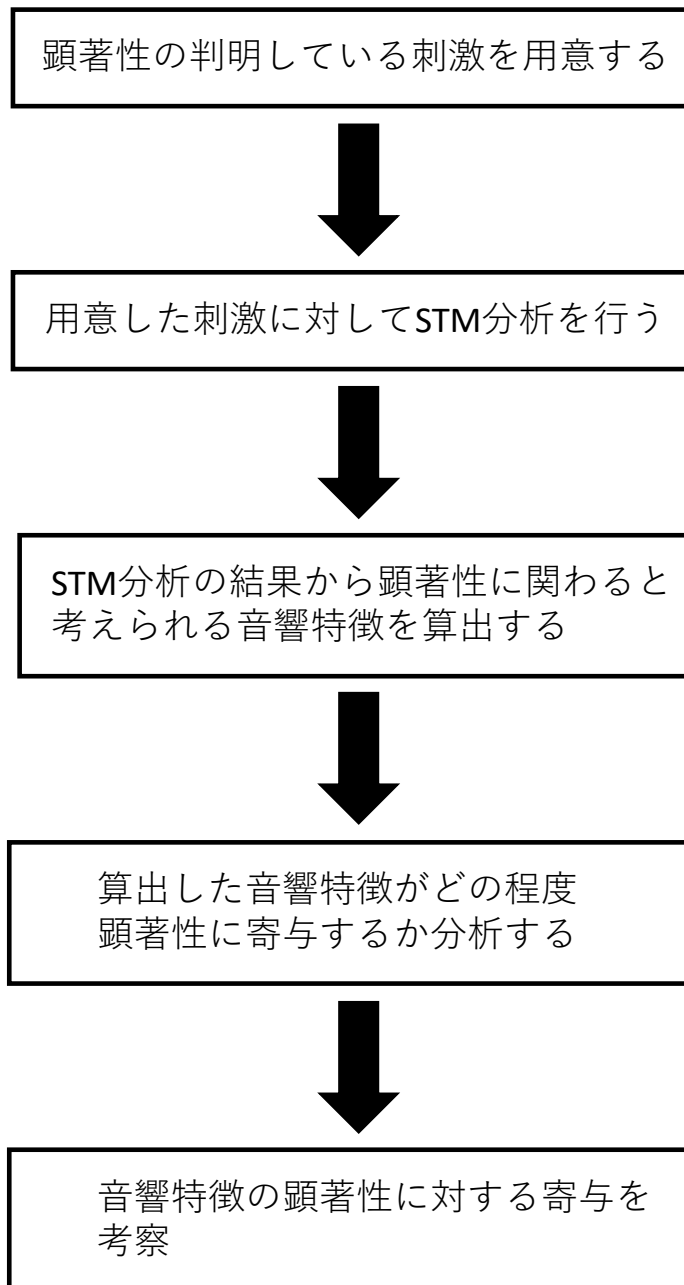 顕著性の判明している刺激を用意する
用意した刺激に対してSTM分析を行う
STM分析の結果から顕著性に関わると
考えられる音響特徴を算出する
算出した音響特徴がどの程度
顕著性に寄与するか分析する
音響特徴の顕著性に対する寄与を
考察